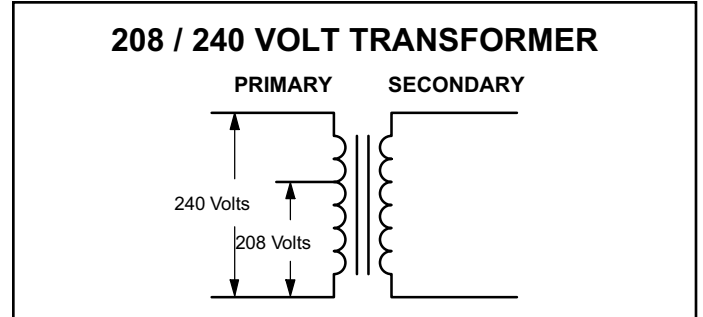 208 / 240 VOLT TRANSFORMER
PRIMARY SECONDARY
240 Volts
208 Volts